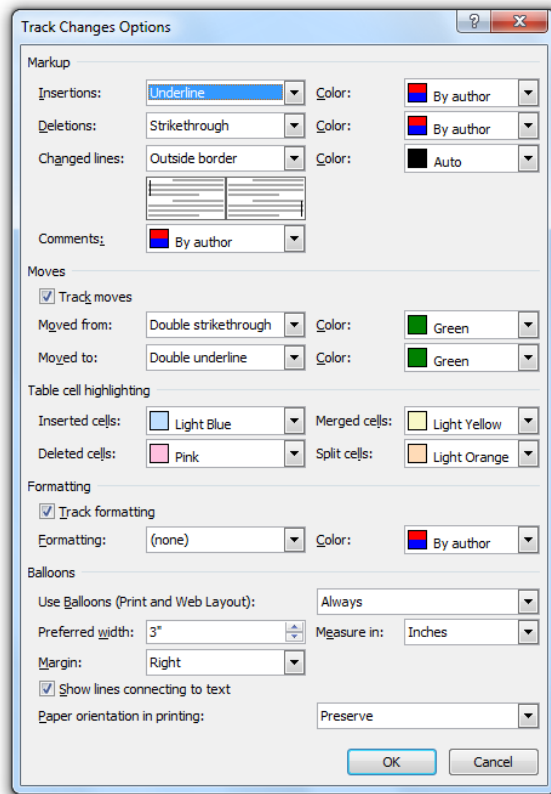 Track Changes Options ?
Markup
Insertions: Underline Color: By author
Deletions: Strikethrough Color: By author
Changed lines: Outside border Color: Auto
Comments: By author
Moves
Track moves
Moved from: Double strikethrough Color: Green
Moved to: Double underline Color: Green
Table cell highlighting
Inserted cells: Light Blue Merged cells: Light Yellow
Deleted cells: Pink Split cells: Light Orange
Formatting
Track formatting
Formatting: (none) Color: By author
Balloons
Use Balloons (Print and Web Layout): Always
Preferred width: 3" Measure in: Inches
Margin: Right
Show lines connecting to text
Paper orientation in printing: Preserve
OK Cancel